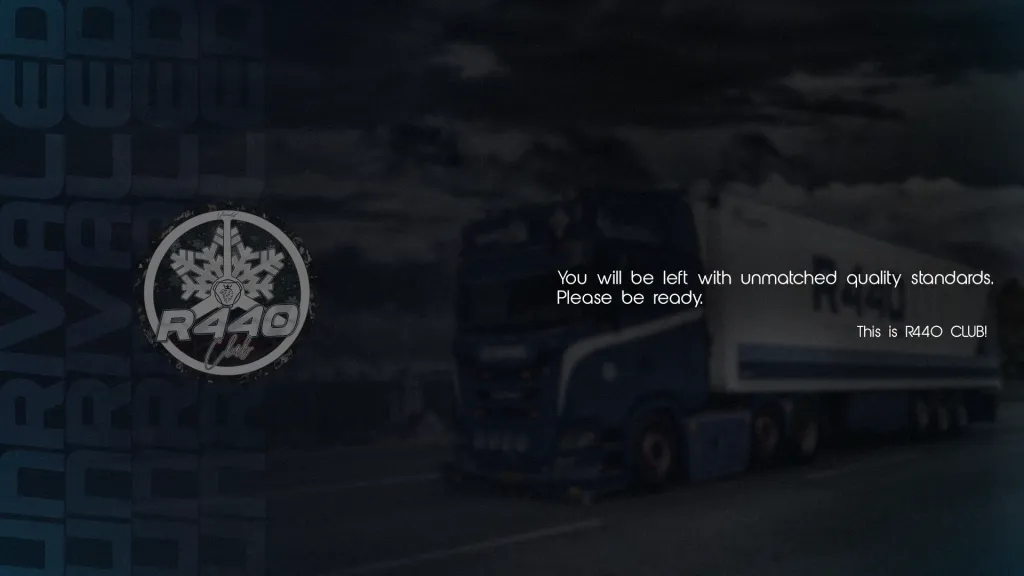 UNRIVALED
UNRIVALED
UNRIVALED
UNRIVALED
R440
Club
You will be left with unmatched quality standards.
Please be ready.
This is R440 CLUB!
R440